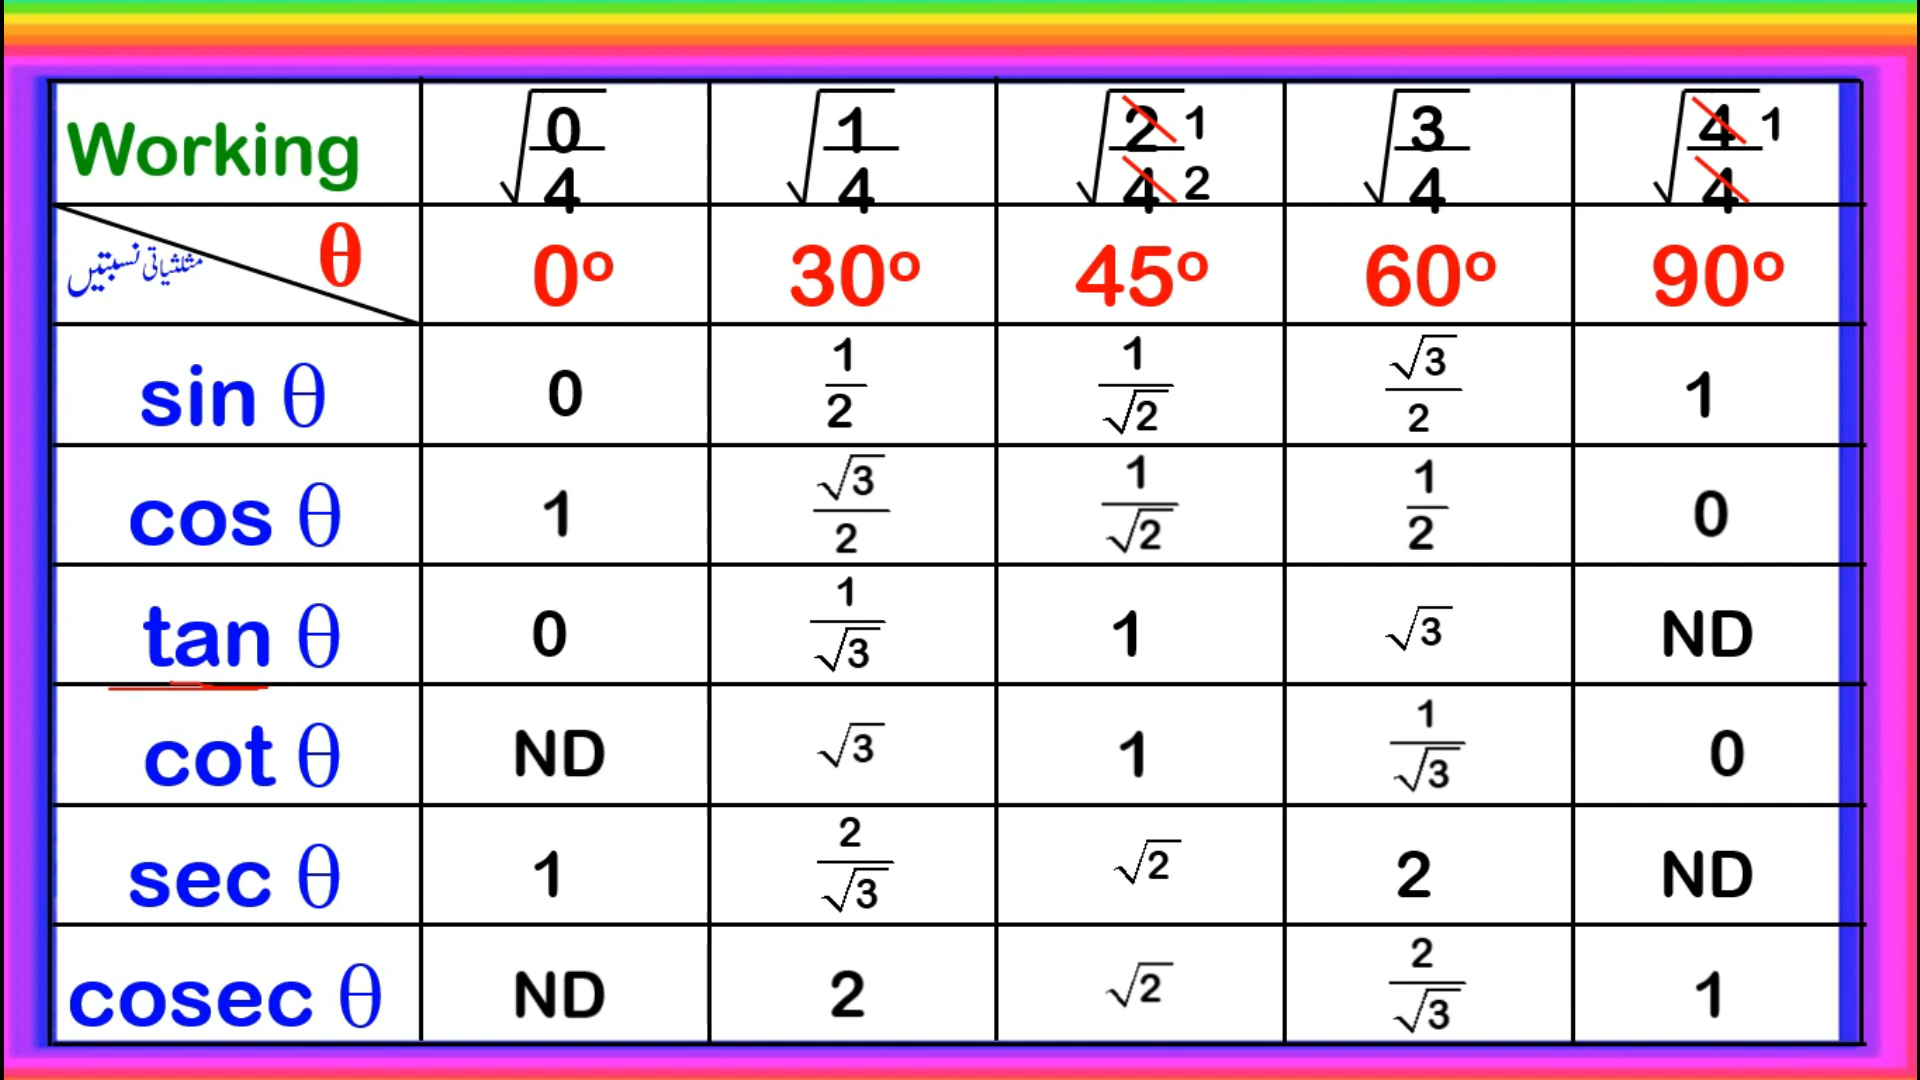 Working √0/4 √1/4 √2/4 1 2 √3/4 √4/4 1
مثلثیاتی نسبتیں θ 0° 30° 45° 60° 90°
sin θ 0 1/2 1/√2 √3/2 1
cos θ 1 √3/2 1/√2 1/2 0
tan θ 0 1/√3 1 √3 ND
cot θ ND √3 1 1/√3 0
sec θ 1 2/√3 √2 2 ND
cosec θ ND 2 √2 2/√3 1